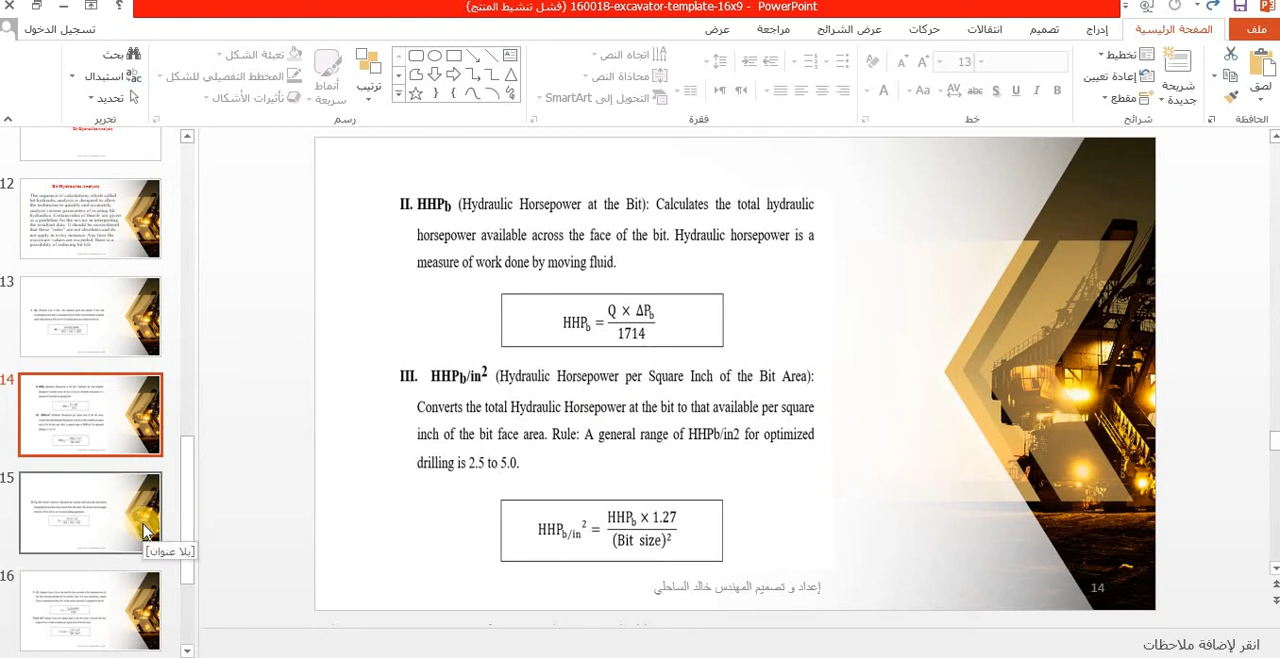 160018-excavator-template-16x9 - PowerPoint (فشل تنشيط المنتج)
ملف
الصفحة الرئيسية
إدراج
تصميم
انتقالات
حركات
عرض الشرائح
مراجعة
عرض
تسجيل الدخول
لصق
الحافظة
شريحة جديدة
تخطيط
إعادة تعيين
مقطع
شرائح
13
B I U S abc AV Aa A
خط
اتجاه النص
محاذاة النص
التحويل إلى SmartArt
فقرة
ترتيب
أنماط سريعة
تعبئة الشكل
المخطط التفصيلي للشكل
تأثيرات الأشكال
رسم
بحث
استبدال
تحديد
تحرير
12
Bit Hydraulics Analysis
13
14
15
[بلا عنوان]
16
II. HHPb (Hydraulic Horsepower at the Bit): Calculates the total hydraulic
horsepower available across the face of the bit. Hydraulic horsepower is a
measure of work done by moving fluid.
HHPb = Q × ΔPb / 1714
III. HHPb/in² (Hydraulic Horsepower per Square Inch of the Bit Area):
Converts the total Hydraulic Horsepower at the bit to that available per square
inch of the bit face area. Rule: A general range of HHPb/in2 for optimized
drilling is 2.5 to 5.0.
HHPb/in² = HHPb × 1.27 / (Bit size)²
إعداد و تصميم المهندس خالد الساحلي
14
انقر لإضافة ملاحظات